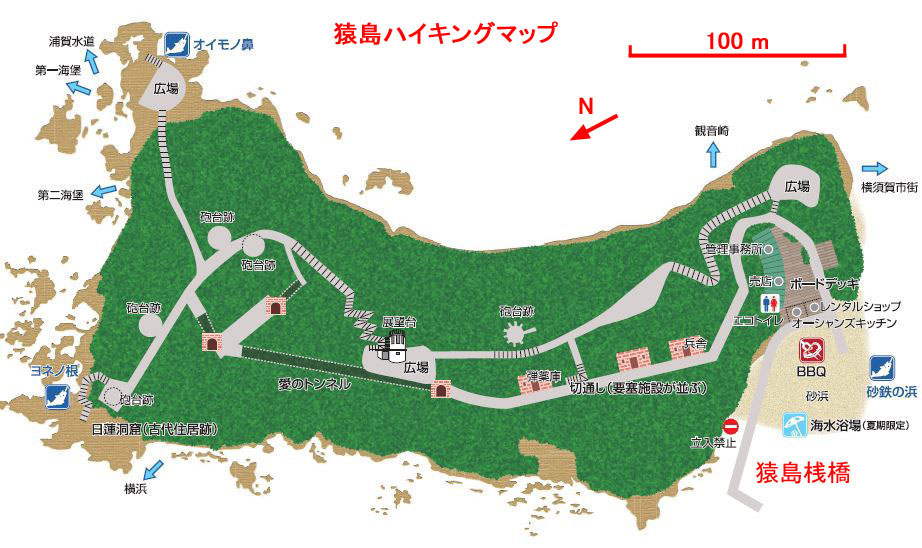 猿島ハイキングマップ
100 m
N
浦賀水道
オイモノ鼻
第一海堡
広場
第二海堡
観音崎
横須賀市街
広場
砲台跡
砲台跡
管理事務所
売店
ボードデッキ
レンタルショップ
エコトイレ
オーシャンズキッチン
砲台跡
展望台
砲台跡
広場
兵舎
弾薬庫
切通し(要塞施設が並ぶ)
愛のトンネル
BBQ
砂浜
砂鉄の浜
ヨネノ根
砲台跡
日蓮洞窟(古代住居跡)
海水浴場(夏期限定)
立入禁止
猿島桟橋
横浜